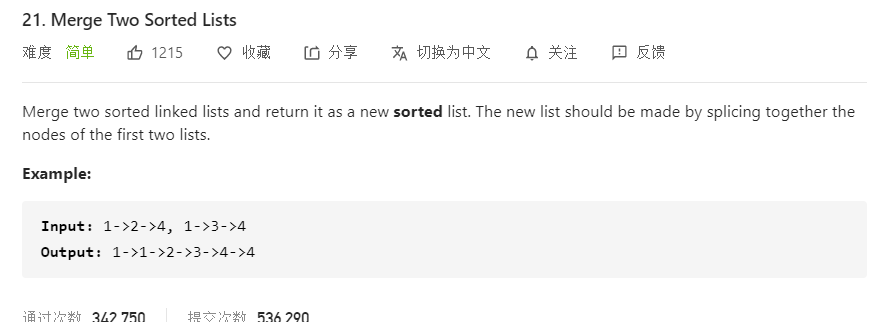 21. Merge Two Sorted Lists
难度 简单 1215 收藏 分享 切换为中文 关注 反馈
Merge two sorted linked lists and return it as a new sorted list. The new list should be made by splicing together the
nodes of the first two lists.
Example:
Input: 1->2->4, 1->3->4
Output: 1->1->2->3->4->4
通过次数 342,750 提交次数 536,290